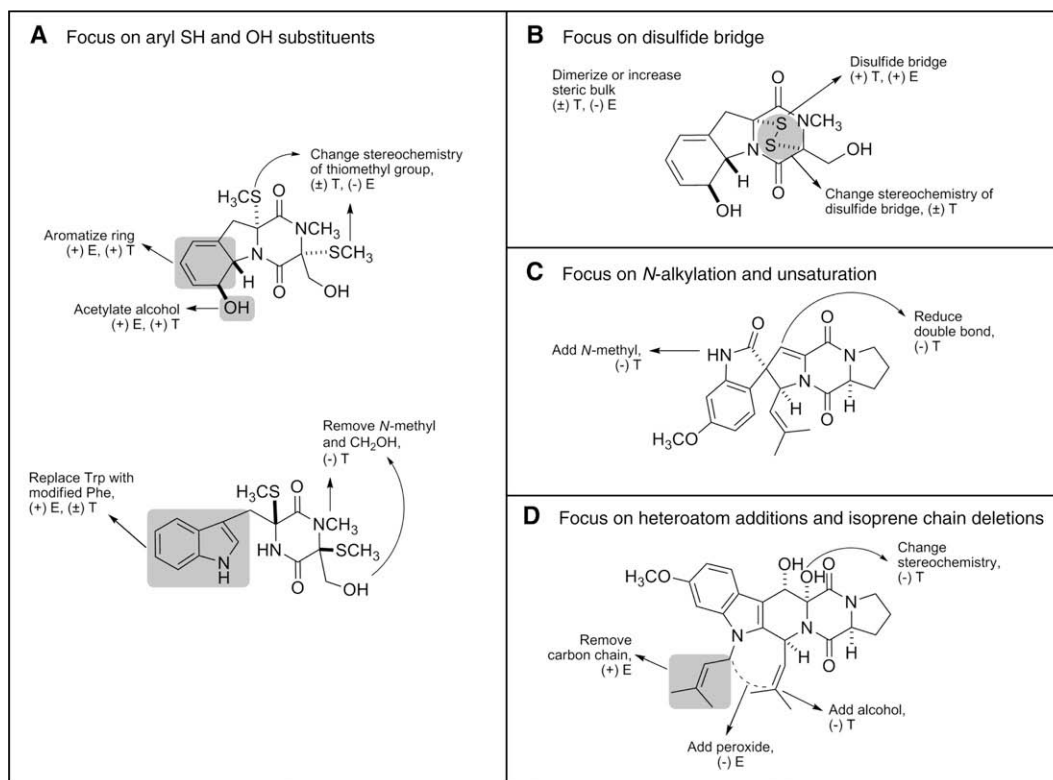 A Focus on aryl SH and OH substituents
Change stereochemistry
of thiomethyl group,
(±) T, (-) E
H3C
S
O
NCH3
SCH3
N
H
O
OH
OH
Aromatize ring
(+) E, (+) T
Acetylate alcohol
(+) E, (+) T
Remove N-methyl
and CH2OH,
(-) T
Replace Trp with
modified Phe,
(+) E, (±) T
H3CS
O
N
CH3
SCH3
HN
N
H
O
OH
B Focus on disulfide bridge
Dimerize or increase
steric bulk
(±) T, (-) E
Disulfide bridge
(+) T, (+) E
O
S
NCH3
S
N
H
O
OH
OH
Change stereochemistry of
disulfide bridge, (±) T
C Focus on N-alkylation and unsaturation
Add N-methyl,
(-) T
Reduce
double bond,
(-) T
O
HN
O
N
N
H
O
H
H3CO
D Focus on heteroatom additions and isoprene chain deletions
Change
stereochemistry,
(-) T
H3CO
OH
OH
O
N
N
N
H
O
H
Remove
carbon chain,
(+) E
Add alcohol,
(-) T
Add peroxide,
(-) E